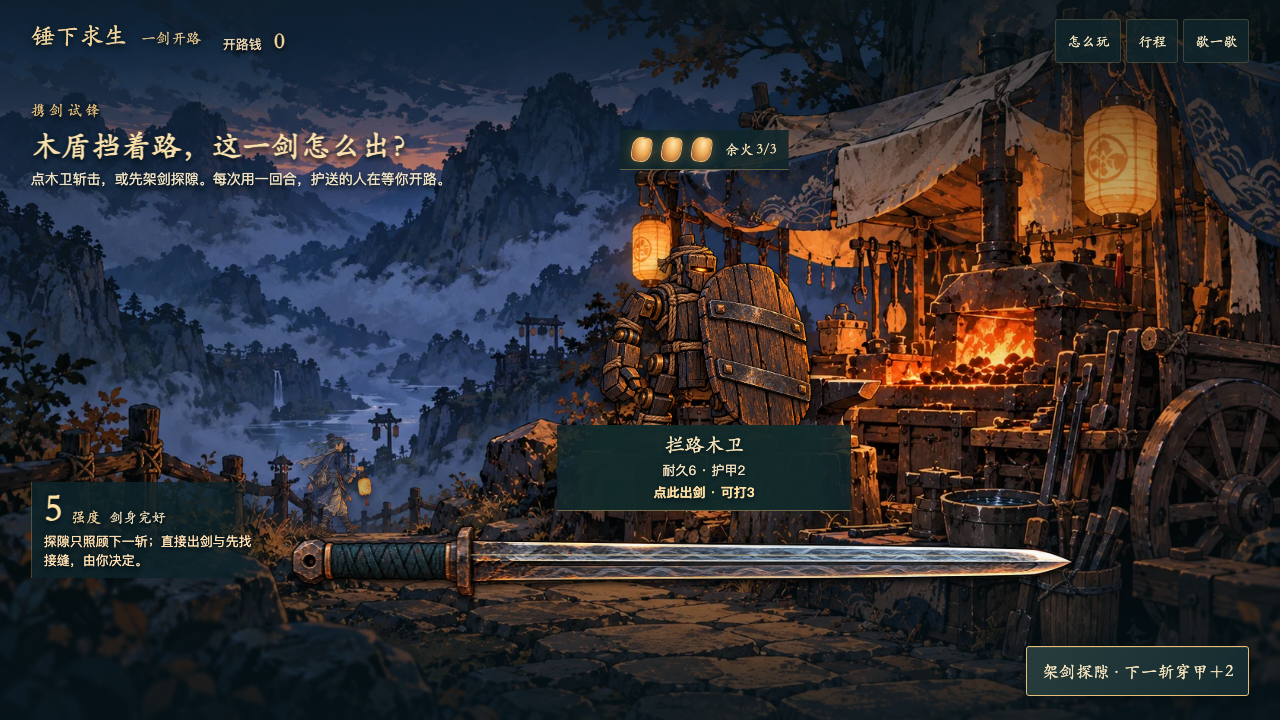 锤下求生 一剑开路 开路钱 0
怎么玩 行程 歇一歇
携剑试锋
木盾挡着路，这一剑怎么出？
点木卫斩击，或先架剑探隙。每次用一回合，护送的人在等你开路。
余火3/3
拦路木卫
耐久6 · 护甲2
点此出剑 · 可打3
5 强度 剑身完好
探隙只照顾下一斩；直接出剑与先找
接缝，由你决定。
架剑探隙 · 下一斩穿甲＋2